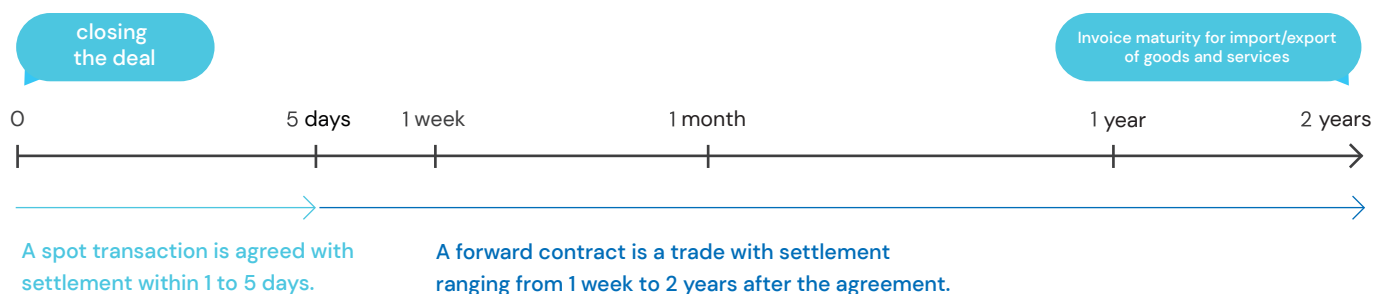 closing
the deal
Invoice maturity for import/export
of goods and services
0
5 days
1 week
1 month
1 year
2 years
A spot transaction is agreed with
settlement within 1 to 5 days.
A forward contract is a trade with settlement
ranging from 1 week to 2 years after the agreement.